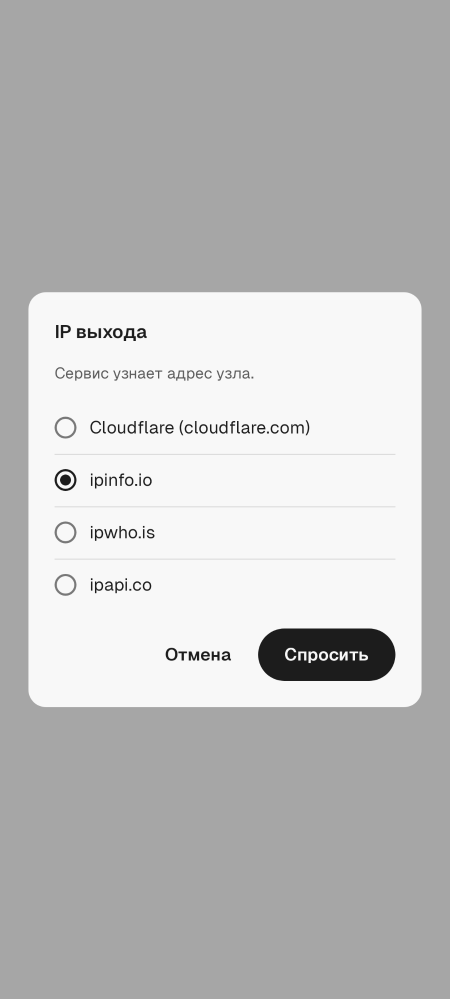 IP выхода
Сервис узнает адрес узла.
Cloudflare (cloudflare.com)
ipinfo.io
ipwho.is
ipapi.co
Отмена
Спросить